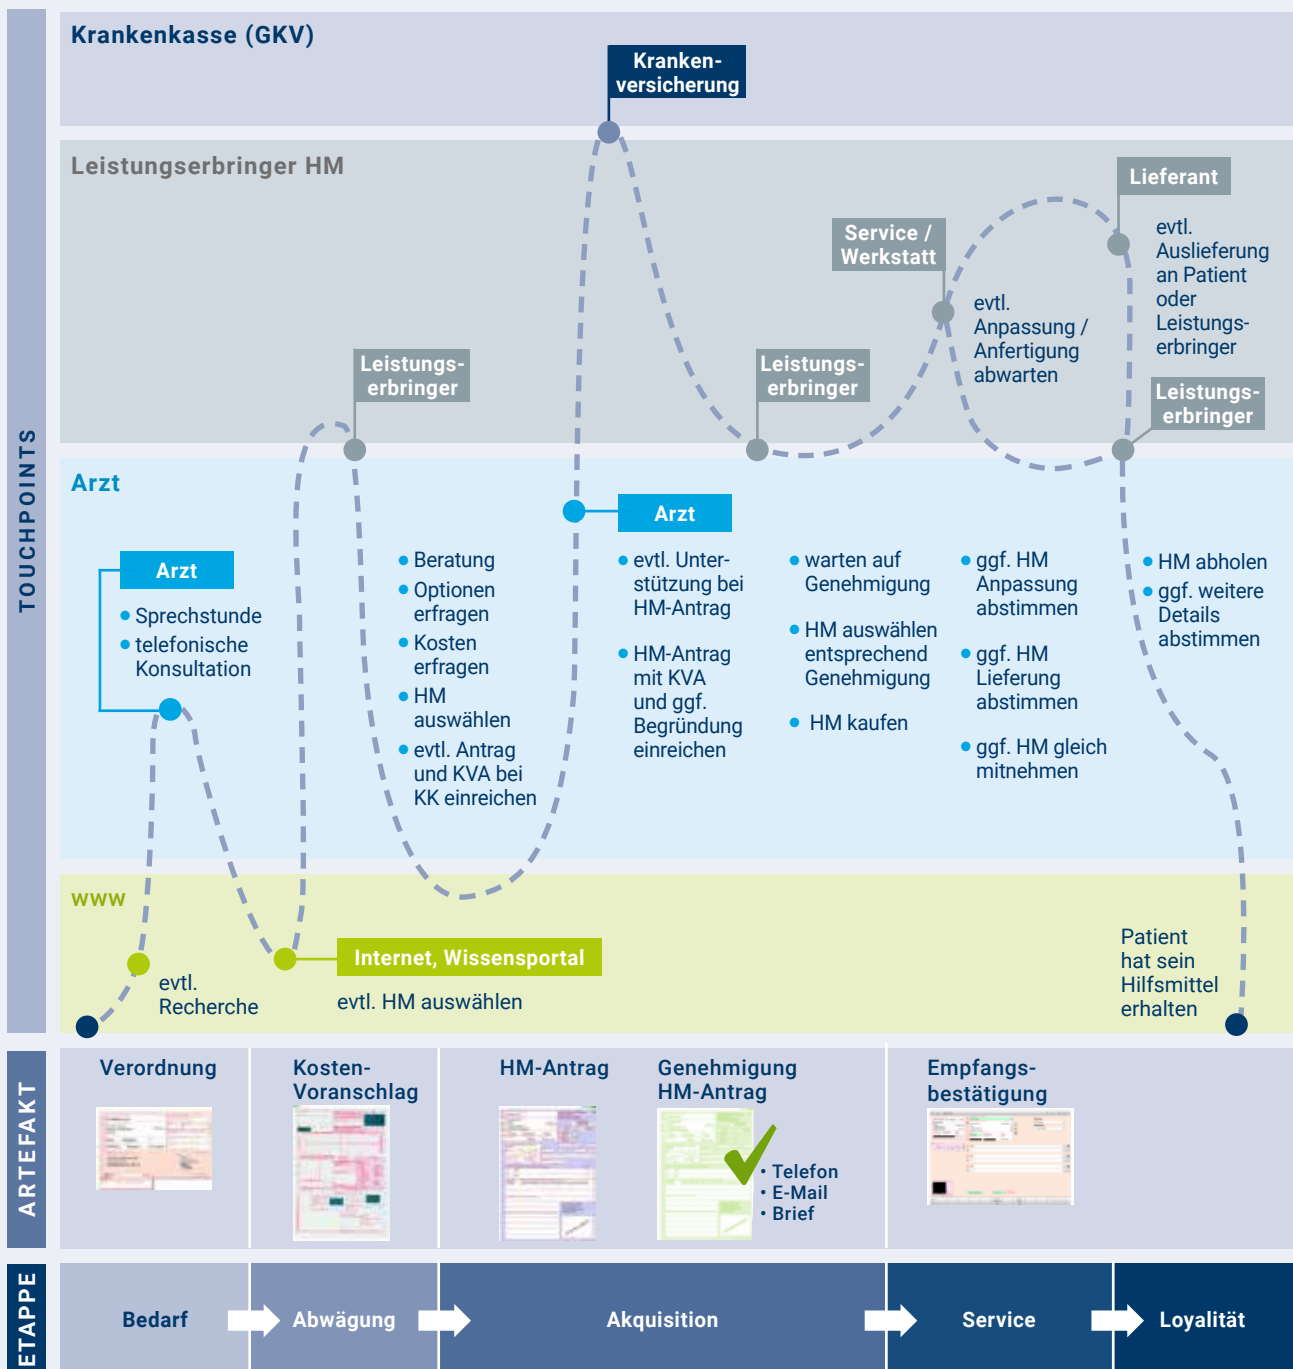 TOUCHPOINTS
Krankenkasse (GKV)
Kranken-
versicherung
Leistungserbringer HM
Lieferant
evtl.
Auslieferung
an Patient
oder
Leistungs-
erbringer
Service /
Werkstatt
evtl.
Anpassung /
Anfertigung
abwarten
Leistungs-
erbringer
Leistungs-
erbringer
Leistungs-
erbringer
Arzt
Arzt
• Sprechstunde
• telefonische
Konsultation
• Beratung
• Optionen
erfragen
• Kosten
erfragen
• HM
auswählen
• evtl. Antrag
und KVA bei
KK einreichen
Arzt
• evtl. Unter-
stützung bei
HM-Antrag
• HM-Antrag
mit KVA
und ggf.
Begründung
einreichen
• warten auf
Genehmigung
• HM auswählen
entsprechend
Genehmigung
• HM kaufen
• ggf. HM
Anpassung
abstimmen
• ggf. HM
Lieferung
abstimmen
• ggf. HM gleich
mitnehmen
• HM abholen
• ggf. weitere
Details
abstimmen
www
evtl.
Recherche
Internet, Wissensportal
evtl. HM auswählen
Patient
hat sein
Hilfsmittel
erhalten
ARTEFAKT
Verordnung
Kosten-
Voranschlag
HM-Antrag
Genehmigung
HM-Antrag
• Telefon
• E-Mail
• Brief
Empfangs-
bestätigung
ETAPPE
Bedarf
Abwägung
Akquisition
Service
Loyalität